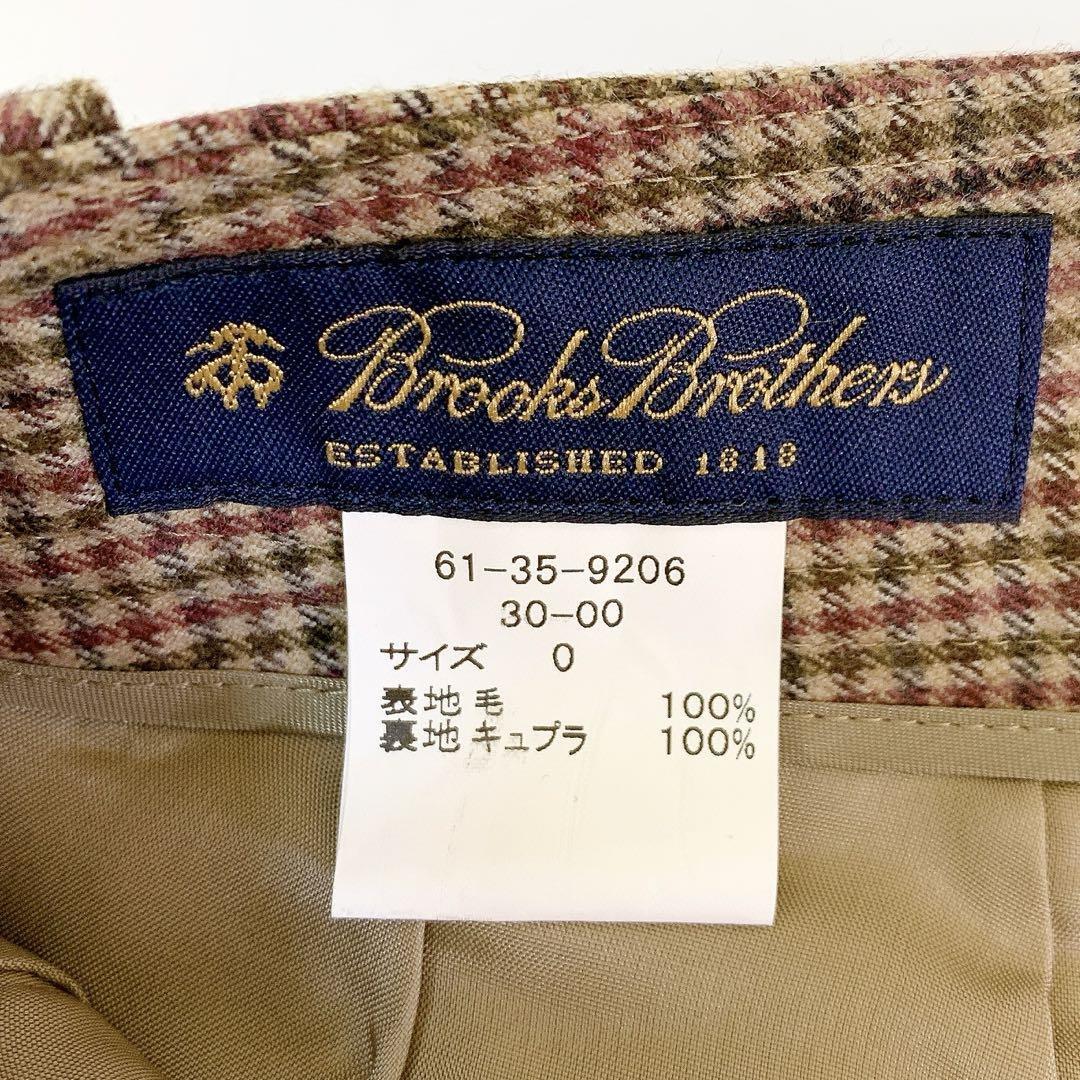 Brooks Brothers
ESTABLISHED 1818
61-35-9206
30-00
サイズ 0
表地 毛 100%
裏地 キュプラ 100%